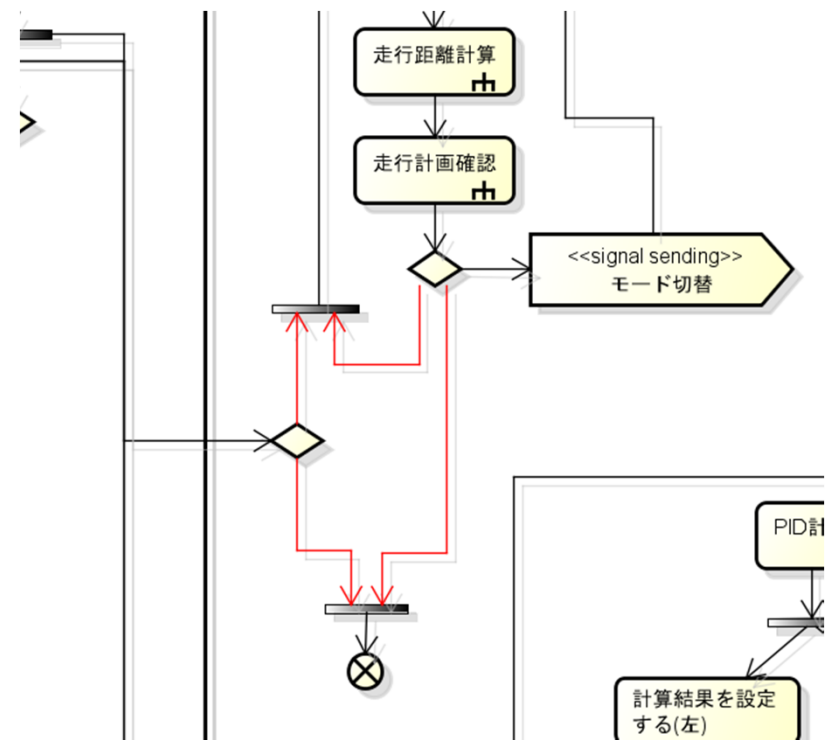 走行距離計算
走行計画確認
<<signal sending>>
モード切替
PID計
計算結果を設定
する(左)